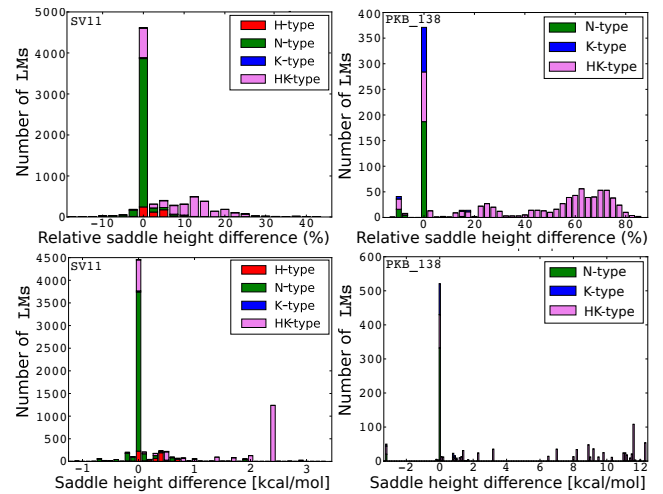 SV11
H-type
N-type
K-type
HK-type
5000
4000
3000
2000
1000
0
Number of LMs
−10 0 10 20 30 40
Relative saddle height difference (%)
PKB_138
N-type
K-type
HK-type
400
350
300
250
200
150
100
50
0
Number of LMs
0 20 40 60 80
Relative saddle height difference (%)
SV11
H-type
N-type
K-type
HK-type
4500
4000
3500
3000
2500
2000
1500
1000
500
0
Number of LMs
−1 0 1 2 3
Saddle height difference [kcal/mol]
PKB_138
N-type
K-type
HK-type
600
500
400
300
200
100
0
Number of LMs
−2 0 2 4 6 8 10 12
Saddle height difference [kcal/mol]